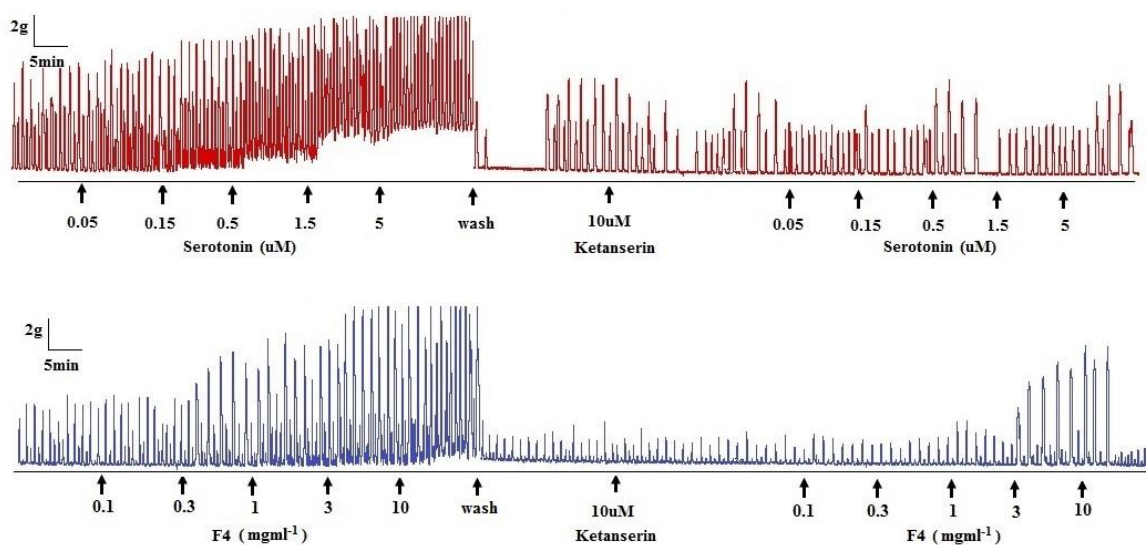 2g
5min
0.05 0.15 0.5 1.5 5 wash 10uM 0.05 0.15 0.5 1.5 5
Serotonin (uM) Ketanserin Serotonin (uM)
2g
5min
0.1 0.3 1 3 10 wash 10uM 0.1 0.3 1 3 10
F4 ( mgml⁻¹) Ketanserin F4 ( mgml⁻¹)